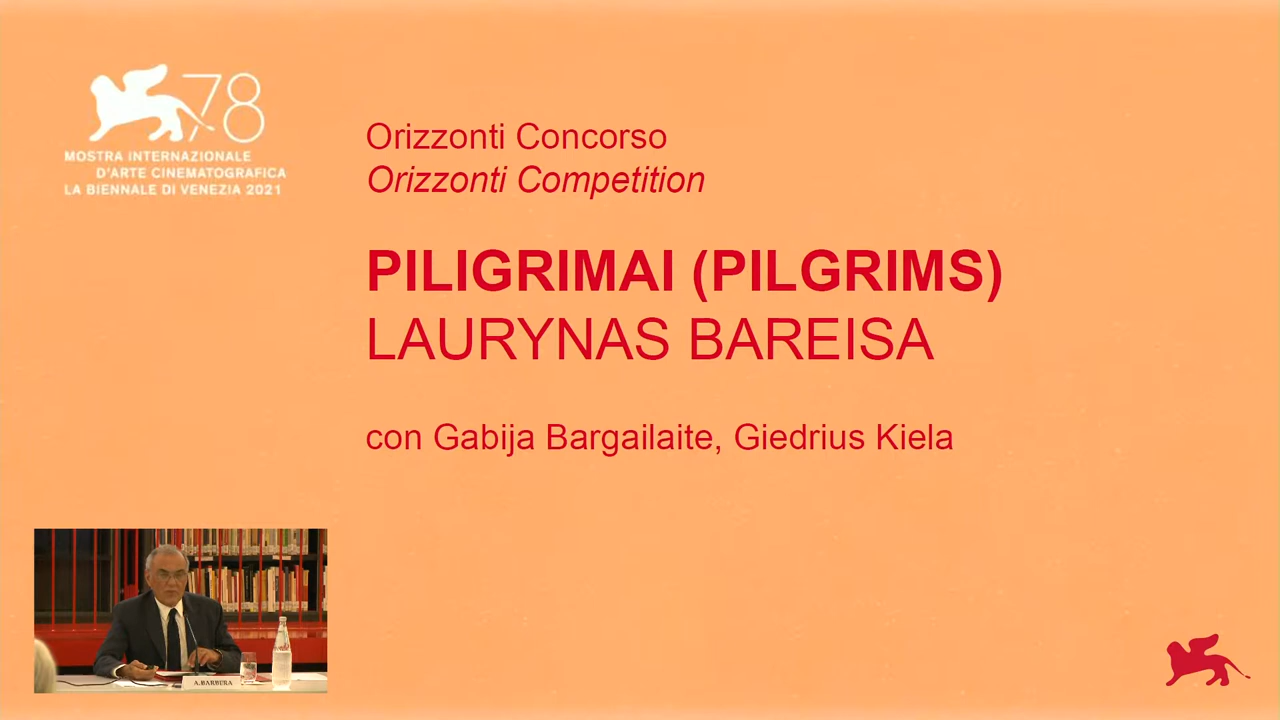 78
MOSTRA INTERNAZIONALE
D'ARTE CINEMATOGRAFICA
LA BIENNALE DI VENEZIA 2021
Orizzonti Concorso
Orizzonti Competition
PILIGRIMAI (PILGRIMS)
LAURYNAS BAREISA
con Gabija Bargailaite, Giedrius Kiela
A.BARBERA